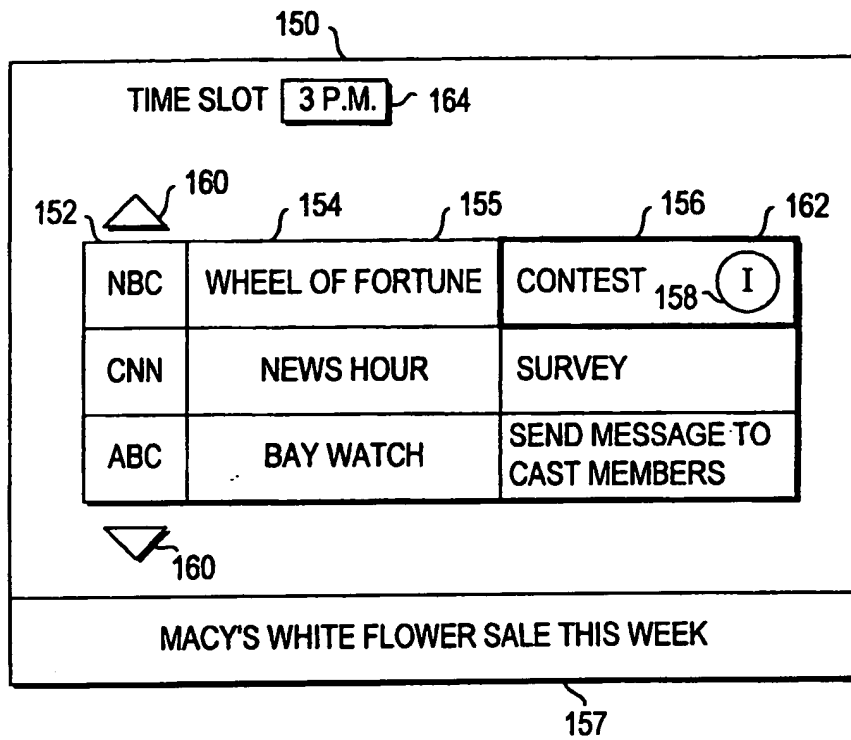 150
TIME SLOT 3 P.M. 164
160
152 154 155 156 162
NBC WHEEL OF FORTUNE CONTEST 158 I
CNN NEWS HOUR SURVEY
ABC BAY WATCH SEND MESSAGE TO
CAST MEMBERS
160
MACY'S WHITE FLOWER SALE THIS WEEK
157